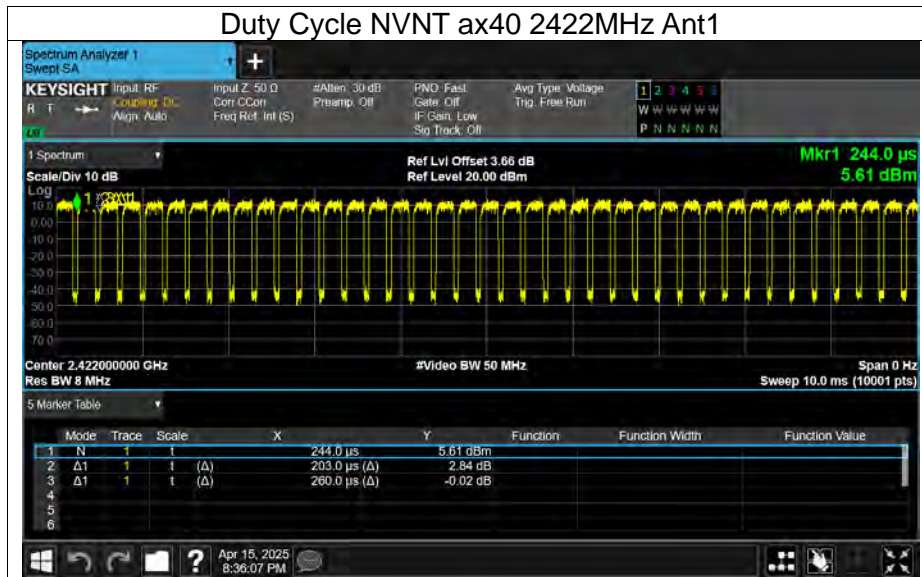 Duty Cycle NVNT ax40 2422MHz Ant1
Spectrum Analyzer 1
Swept SA
+
KEYSIGHT Input: RF Input Z: 50 Ω #Atten: 30 dB PNO: Fast Avg Type: Voltage 1 2 3 4 5 6
R T Coupling: DC Corr CCorr Preamp: Off Gate: Off Trig: Free Run W W W W W W
Align: Auto Freq Ref: Int (S) IF Gain: Low
Sig Track: Off P N N N N N
1 Spectrum
Ref Lvl Offset 3.66 dB Mkr1 244.0 µs
Scale/Div 10 dB Ref Level 20.00 dBm 5.61 dBm
Log
10.0
0.00
-10.0
-20.0
-30.0
-40.0
-50.0
-60.0
-70.0
Center 2.422000000 GHz #Video BW 50 MHz Span 0 Hz
Res BW 8 MHz Sweep 10.0 ms (10001 pts)
5 Marker Table
Mode Trace Scale X Y Function Function Width Function Value
1 N 1 t 244.0 µs 5.61 dBm
2 Δ1 1 t (Δ) 203.0 µs (Δ) 2.84 dB
3 Δ1 1 t (Δ) 260.0 µs (Δ) -0.02 dB
4
5
6
? Apr 15, 2025
8:36:07 PM